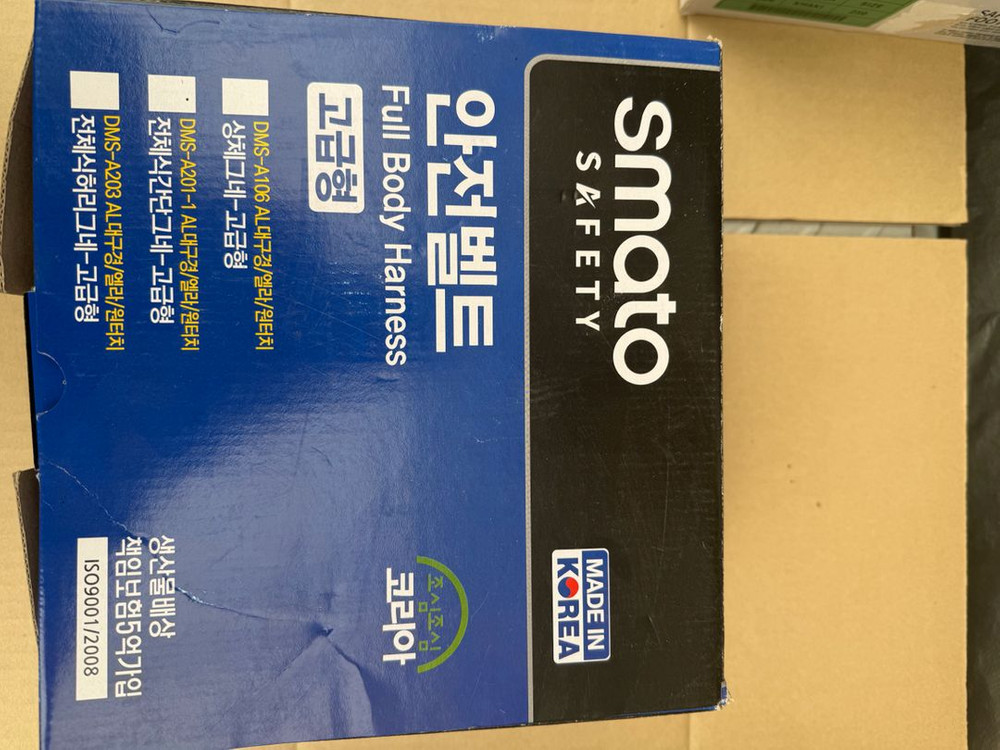 smato
SAFETY
MADE IN
KOREA
안전벨트
Full Body Harness
고급형
DMS-A106 AL대구경/엘라/원터치
상체그네-고급형
DMS-A201-1 AL대구경/엘라/원터치
전체식간단그네-고급형
DMS-A203 AL대구경/엘라/원터치
전체식허리그네-고급형
조심조심
코리아
생산물배상
책임보험5억가입
ISO9001/2008
SIZE